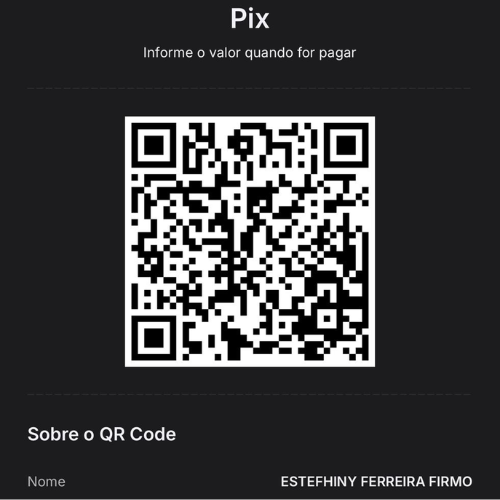 Pix
Informe o valor quando for pagar
Sobre o QR Code
Nome ESTEFHINY FERREIRA FIRMO